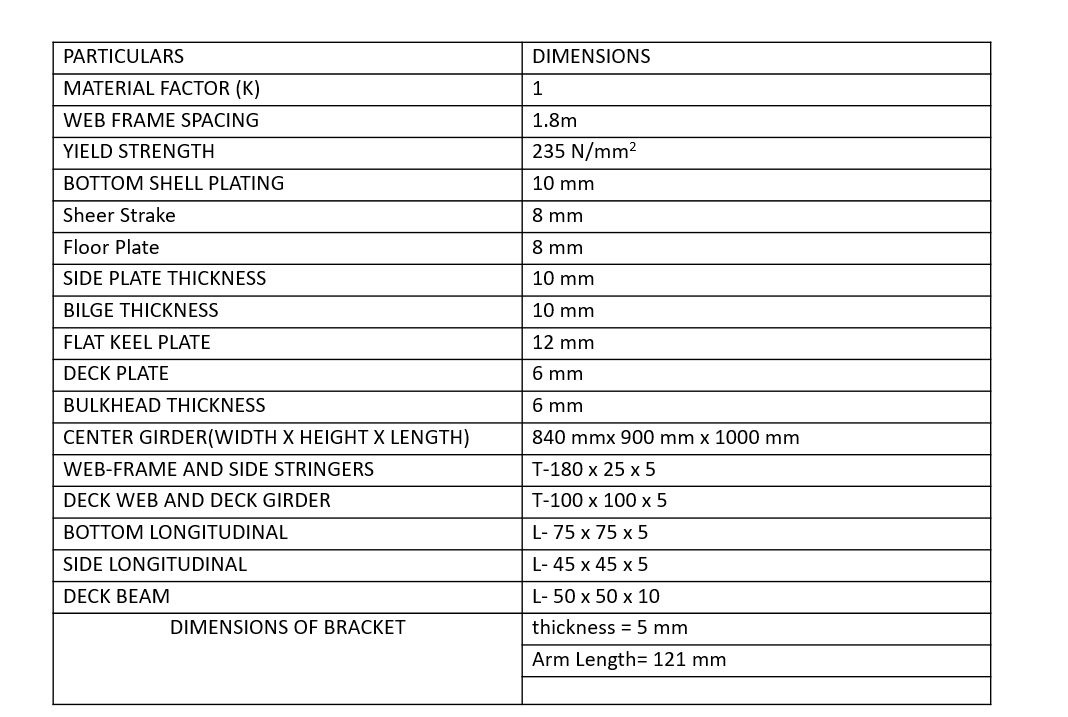 PARTICULARS DIMENSIONS
MATERIAL FACTOR (K) 1
WEB FRAME SPACING 1.8m
YIELD STRENGTH 235 N/mm²
BOTTOM SHELL PLATING 10 mm
Sheer Strake 8 mm
Floor Plate 8 mm
SIDE PLATE THICKNESS 10 mm
BILGE THICKNESS 10 mm
FLAT KEEL PLATE 12 mm
DECK PLATE 6 mm
BULKHEAD THICKNESS 6 mm
CENTER GIRDER(WIDTH X HEIGHT X LENGTH) 840 mmx 900 mm x 1000 mm
WEB-FRAME AND SIDE STRINGERS T-180 x 25 x 5
DECK WEB AND DECK GIRDER T-100 x 100 x 5
BOTTOM LONGITUDINAL L- 75 x 75 x 5
SIDE LONGITUDINAL L- 45 x 45 x 5
DECK BEAM L- 50 x 50 x 10
DIMENSIONS OF BRACKET thickness = 5 mm
Arm Length= 121 mm